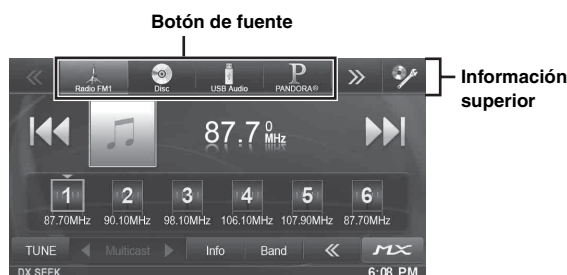 Botón de fuente
Radio FM1 Disc USB Audio PANDORA®
Información
superior
87.70 MHz
1 2 3 4 5 6
87.70MHz 90.10MHz 98.10MHz 106.10MHz 107.90MHz 87.70MHz
TUNE Multicast Info Band MX
DX SEEK 6:08 PM